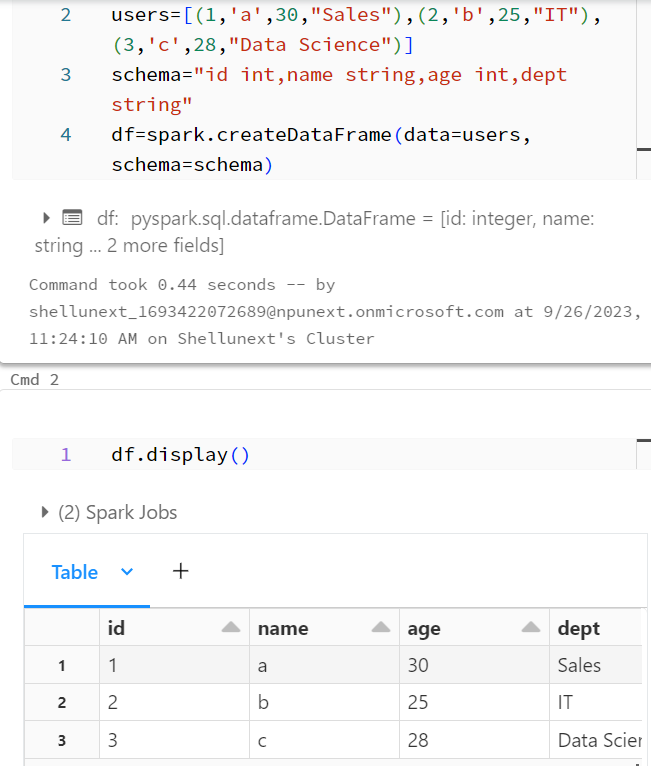 2 users=[(1,'a',30,"Sales"),(2,'b',25,"IT"),
(3,'c',28,"Data Science")]
3 schema="id int,name string,age int,dept
string"
4 df=spark.createDataFrame(data=users,
schema=schema)
df: pyspark.sql.dataframe.DataFrame = [id: integer, name:
string ... 2 more fields]
Command took 0.44 seconds -- by
shellunext_1693422072689@npunext.onmicrosoft.com at 9/26/2023,
11:24:10 AM on Shellunext's Cluster
Cmd 2
1 df.display()
(2) Spark Jobs
Table +
id name age dept
1 1 a 30 Sales
2 2 b 25 IT
3 3 c 28 Data Scier